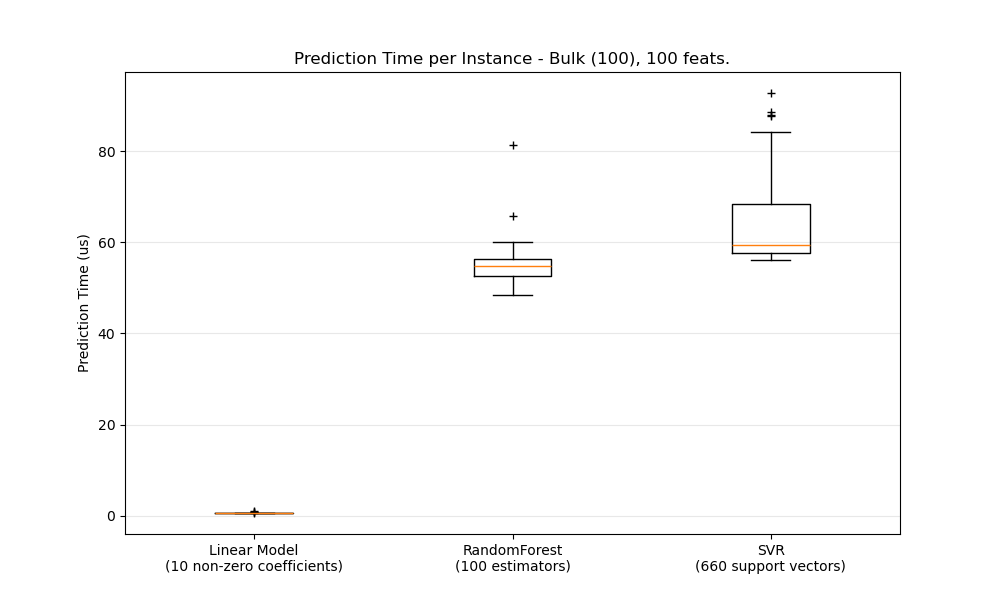 Prediction Time per Instance - Bulk (100), 100 feats.
Prediction Time (us)
80
60
40
20
0
Linear Model
(10 non-zero coefficients)
RandomForest
(100 estimators)
SVR
(660 support vectors)